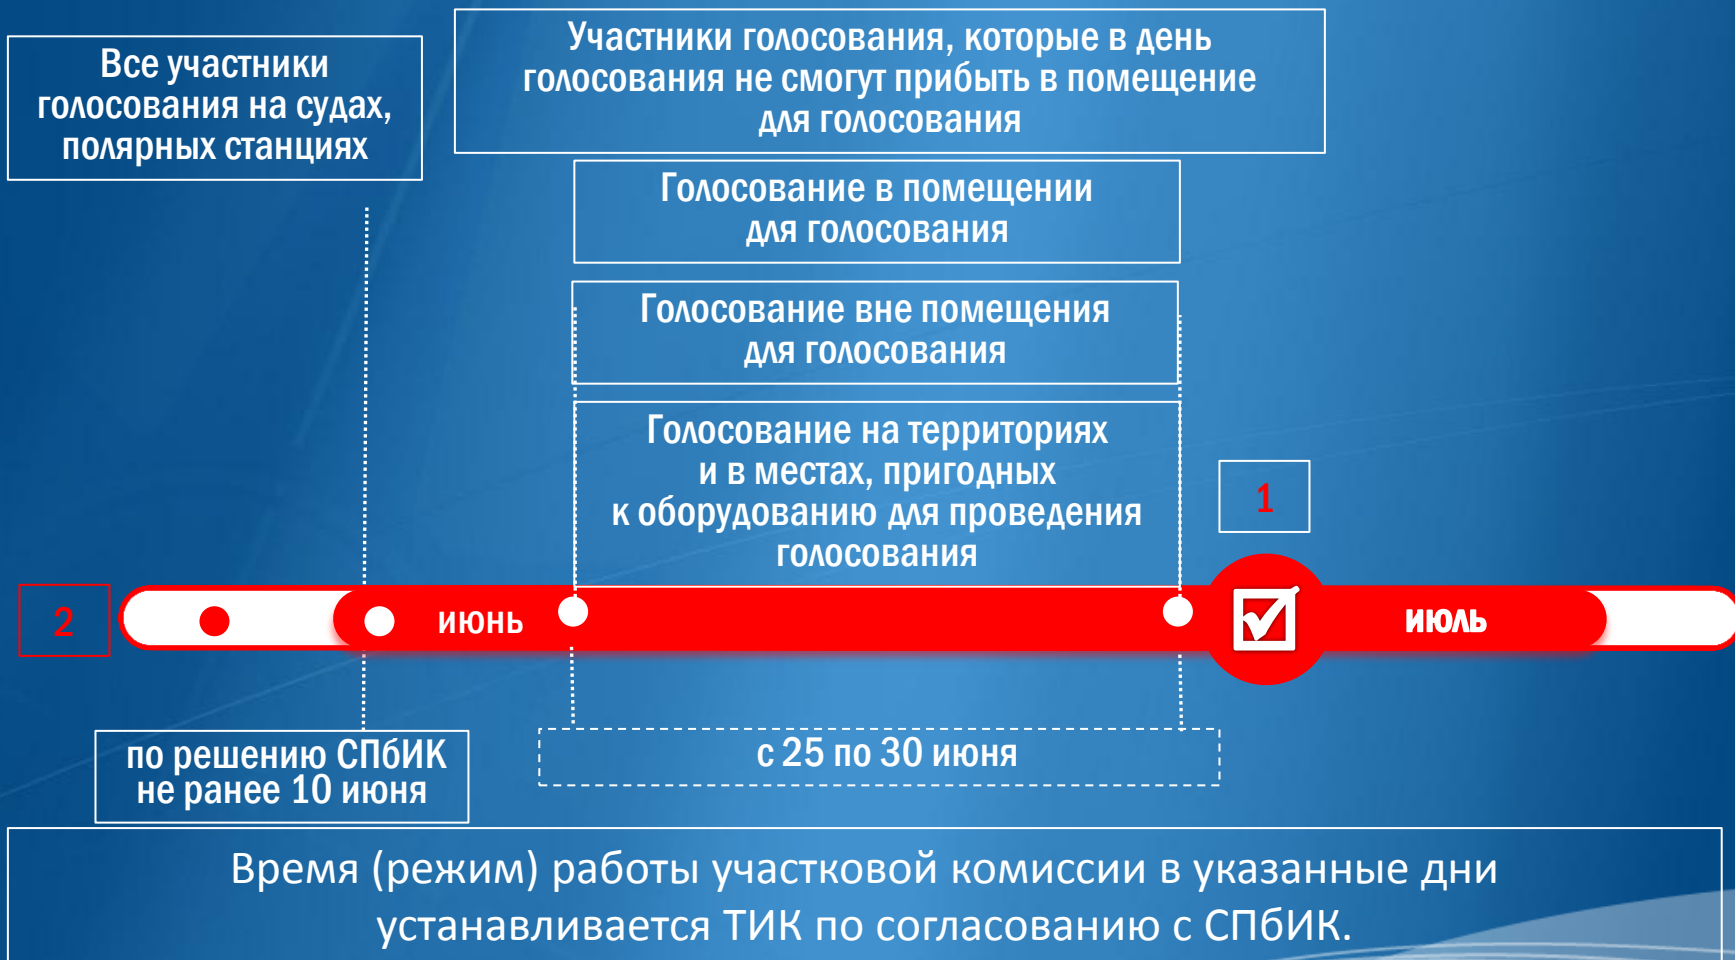 Все участники
голосования на судах,
полярных станциях
Участники голосования, которые в день
голосования не смогут прибыть в помещение
для голосования
Голосование в помещении
для голосования
Голосование вне помещения
для голосования
Голосование на территориях
и в местах, пригодных
к оборудованию для проведения
голосования
1
2
июнь
июль
по решению СПбИК
не ранее 10 июня
с 25 по 30 июня
Время (режим) работы участковой комиссии в указанные дни
устанавливается ТИК по согласованию с СПбИК.